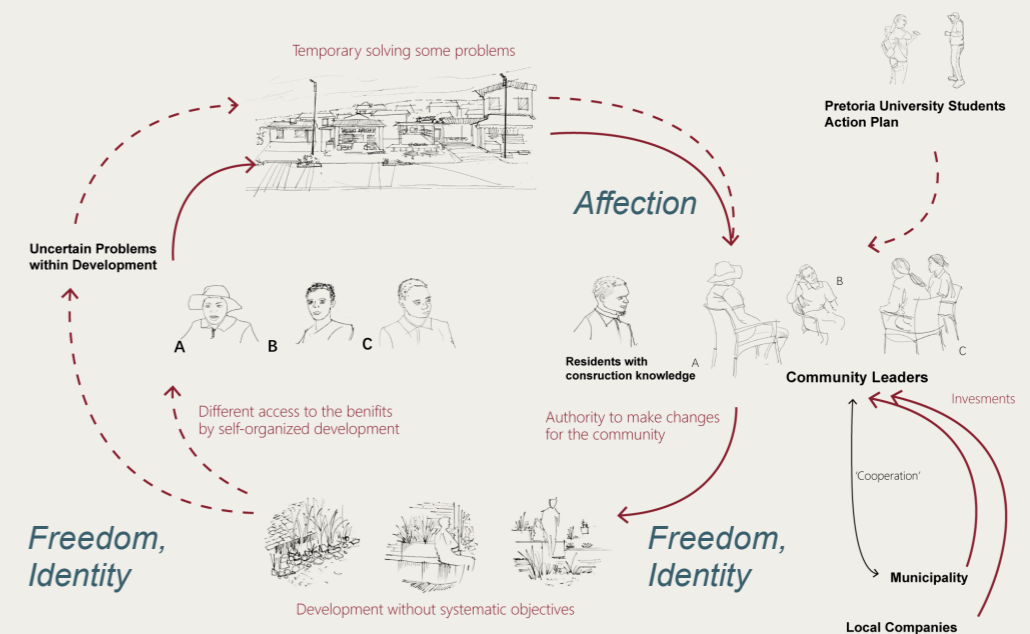 Temporary solving some problems
Pretoria University Students
Action Plan
Affection
Uncertain Problems
within Development
A
B
C
Residents with
consruction knowledge
A
B
C
Community Leaders
Different access to the benifits
by self-organized development
Authority to make changes
for the community
Invesments
'Cooperation'
Freedom,
Identity
Freedom,
Identity
Municipality
Development without systematic objectives
Local Companies